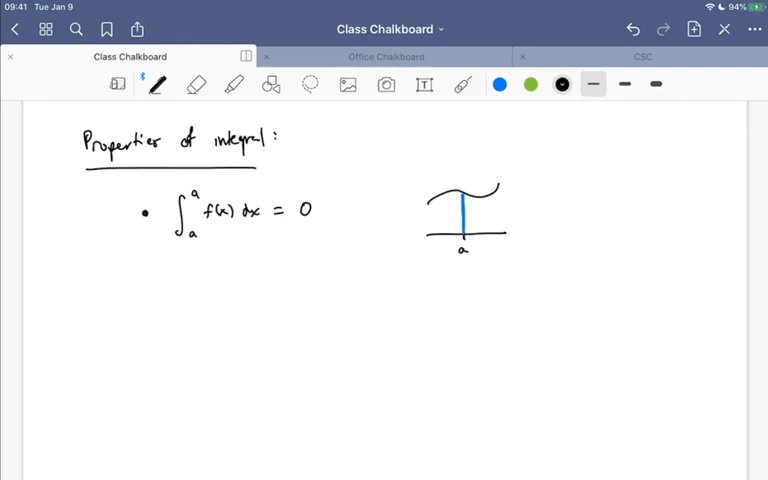 09:41 Tue Jan 9
94%
Class Chalkboard
Class Chalkboard
Office Chalkboard
CSC
Properties of integral:
• ∫ₐᵃ f(x) dx = 0
a